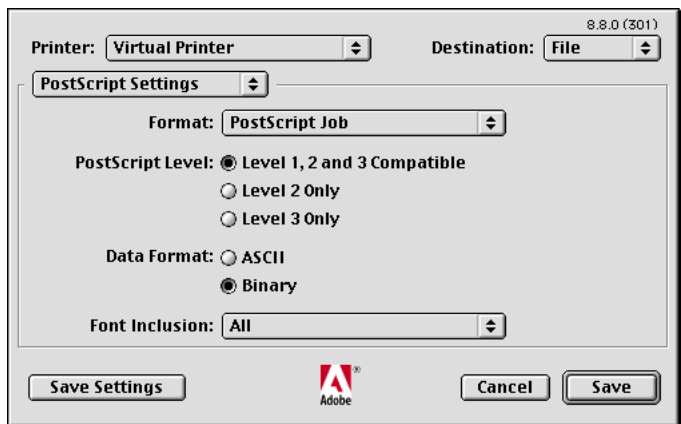 8.8.0 (301)
Printer: Virtual Printer Destination: File
PostScript Settings
Format: PostScript Job
PostScript Level: Level 1, 2 and 3 Compatible
Level 2 Only
Level 3 Only
Data Format: ASCII
Binary
Font Inclusion: All
Save Settings Adobe® Cancel Save